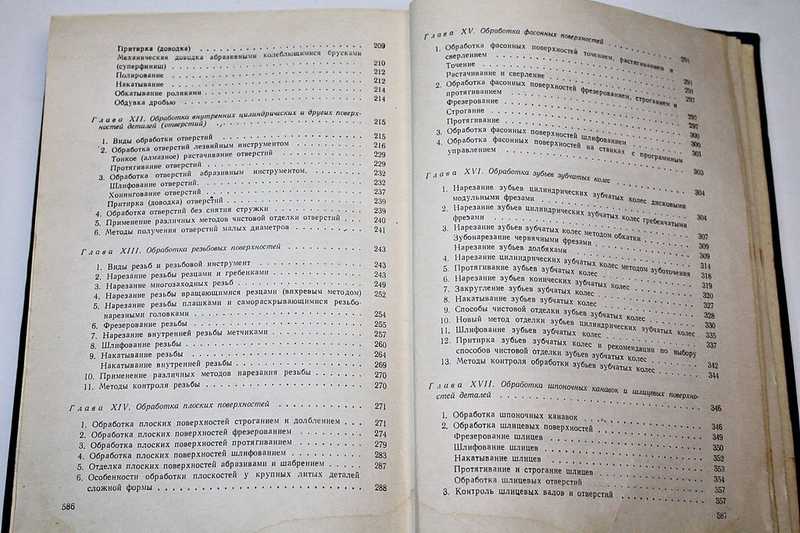 Притирка (доводка) 209
Механическая доводка абразивными колеблющимися брусками
(суперфиниш) 210
Полирование 212
Накатывание 212
Обкатывание роликами 214
Обдувка дробью 214
Глава XII. Обработка внутренних цилиндрических и других поверх-
ностей деталей (отверстий) 215
1. Виды обработки отверстий 215
2. Обработка отверстий лезвийным инструментом 216
Тонкое (алмазное) растачивание отверстий 229
Протягивание отверстий 229
3. Обработка отверстий абразивным инструментом. 232
Шлифование отверстий. 232
Хонингование отверстий 237
Притирка (доводка) отверстий 239
4. Обработка отверстий без снятия стружки 239
5. Применение различных методов чистовой отделки отверстий 240
6. Методы получения отверстий малых диаметров 241
Глава XIII. Обработка резьбовых поверхностей 243
1. Виды резьб и резьбовой инструмент 243
2. Нарезание резьбы резцами и гребенками 243
3. Нарезание многозаходных резьб 249
4. Нарезание резьбы вращающимися резцами (вихревым методом) 252
5. Нарезание резьбы плашками и самораскрывающимися резьбо-
нарезными головками 254
6. Фрезерование резьбы 255
7. Нарезание внутренней резьбы метчиками 257
8. Шлифование резьбы 260
9. Накатывание резьбы 264
Накатывание внутренней резьбы 269
10. Применение различных методов нарезания резьбы 270
11. Методы контроля резьбы 270
Глава XIV. Обработка плоских поверхностей 271
1. Обработка плоских поверхностей строганием и долблением 271
2. Обработка плоских поверхностей фрезерованием 274
3. Обработка плоских поверхностей протягиванием 279
4. Обработка плоских поверхностей шлифованием 283
5. Отделка плоских поверхностей абразивами и шабрением 287
6. Особенности обработки плоскостей у крупных литых деталей
сложной формы 288
586
Глава XV. Обработка фасонных поверхностей 291
1. Обработка фасонных поверхностей точением, растачиванием и
сверлением
Точение 291
Растачивание и сверление 291
2. Обработка фасонных поверхностей фрезерованием, строганием и
протягиванием 297
Фрезерование
Строгание 297
Протягивание
3. Обработка фасонных поверхностей шлифованием 300
4. Обработка фасонных поверхностей на станках с программным
управлением 303
Глава XVI. Обработка зубьев зубчатых колес 304
1. Нарезание зубьев цилиндрических зубчатых колес дисковыми
модульными фрезами
2. Нарезание зубьев цилиндрических зубчатых колес гребенчатыми
фрезами
3. Нарезание зубьев зубчатых колес методом обкатки 307
Зубонарезание червячными фрезами 309
Нарезание зубьев долбяками 309
4. Нарезание цилиндрических зубчатых колес методом зуботочения 314
5. Протягивание зубьев зубчатых колес 318
6. Нарезание зубьев конических зубчатых колес 319
7. Закругление зубьев зубчатых колес 320
8. Накатывание зубьев зубчатых колес 327
9. Способы чистовой отделки зубьев зубчатых колес 328
10. Новый метод отделки зубьев цилиндрических зубчатых колес 330
11. Шлифование зубьев зубчатых колес 335
12. Притирка зубьев зубчатых колес и рекомендации по выбору 337
способов чистовой отделки зубьев зубчатых колес 342
13. Методы контроля обработки зубьев зубчатых колес 344
Глава XVII. Обработка шпоночных канавок и шлицевых поверхно-
стей деталей 346
1. Обработка шпоночных канавок 346
2. Обработка шлицевых поверхностей 349
Фрезерование шлицев 350
Шлифование шлицев 352
Накатывание шлицев 353
Протягивание и строгание шлицев 354
Обработка шлицевых отверстий 357
3. Контроль шлицевых валов и отверстий 357
587